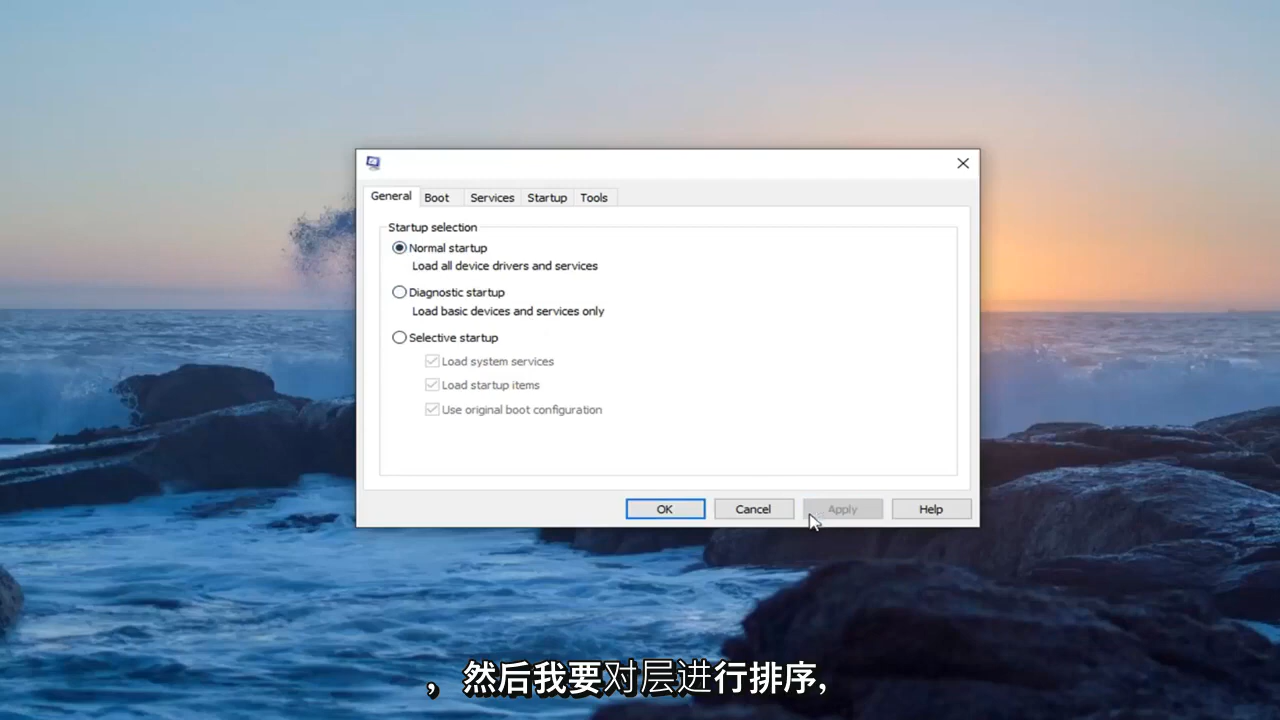 General
Boot
Services
Startup
Tools
Startup selection
Normal startup
Load all device drivers and services
Diagnostic startup
Load basic devices and services only
Selective startup
Load system services
Load startup items
Use original boot configuration
OK
Cancel
Apply
Help
，然后我要对层进行排序,